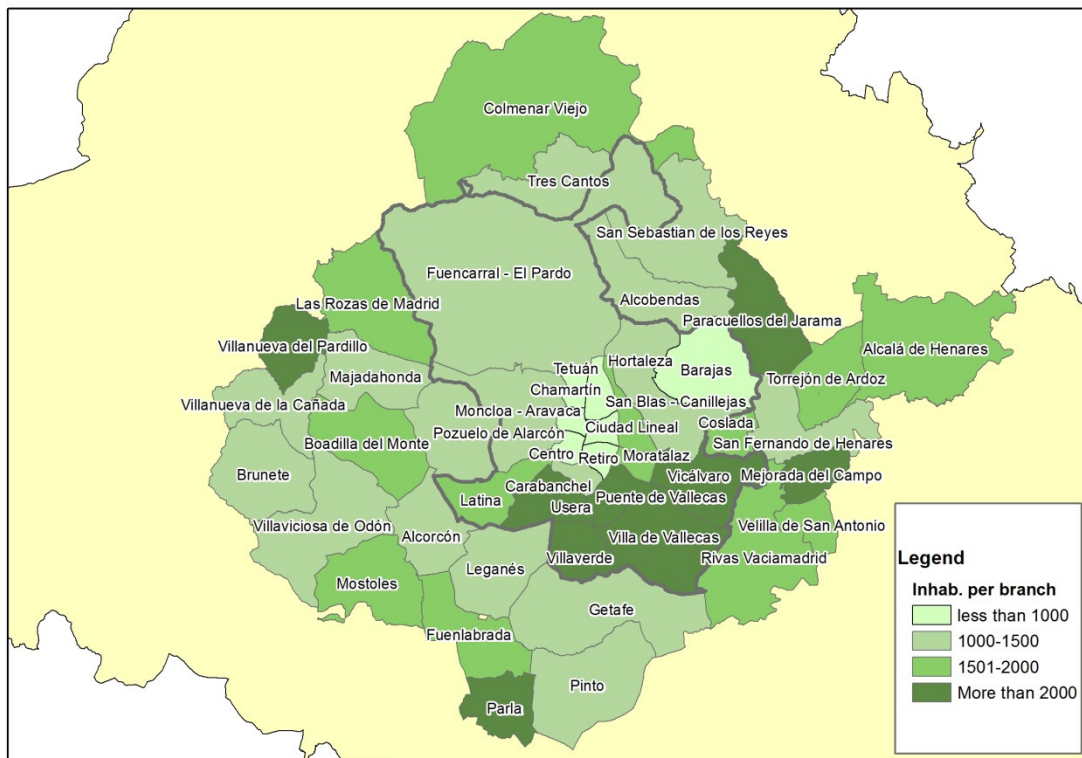 Colmenar Viejo
Tres Cantos
San Sebastian de los Reyes
Fuencarral - El Pardo
Las Rozas de Madrid
Alcobendas
Paracuellos del Jarama
Villanueva del Pardillo
Hortaleza
Alcalá de Henares
Tetuán
Barajas
Majadahonda
Torrejón de Ardoz
Chamartín
San Blas - Canillejas
Villanueva de la Cañada
Moncloa - Aravaca
Coslada
Ciudad Lineal
Pozuelo de Alarcón
Boadilla del Monte
San Fernando de Henares
Centro
Retiro
Moratalaz
Brunete
Vicálvaro
Mejorada del Campo
Carabanchel
Latina
Puente de Vallecas
Usera
Villaviciosa de Odón
Velilla de San Antonio
Alcorcón
Villa de Vallecas
Villaverde
Rivas Vaciamadrid
Leganés
Mostoles
Getafe
Fuenlabrada
Pinto
Parla
Legend
Inhab. per branch
less than 1000
1000-1500
1501-2000
More than 2000